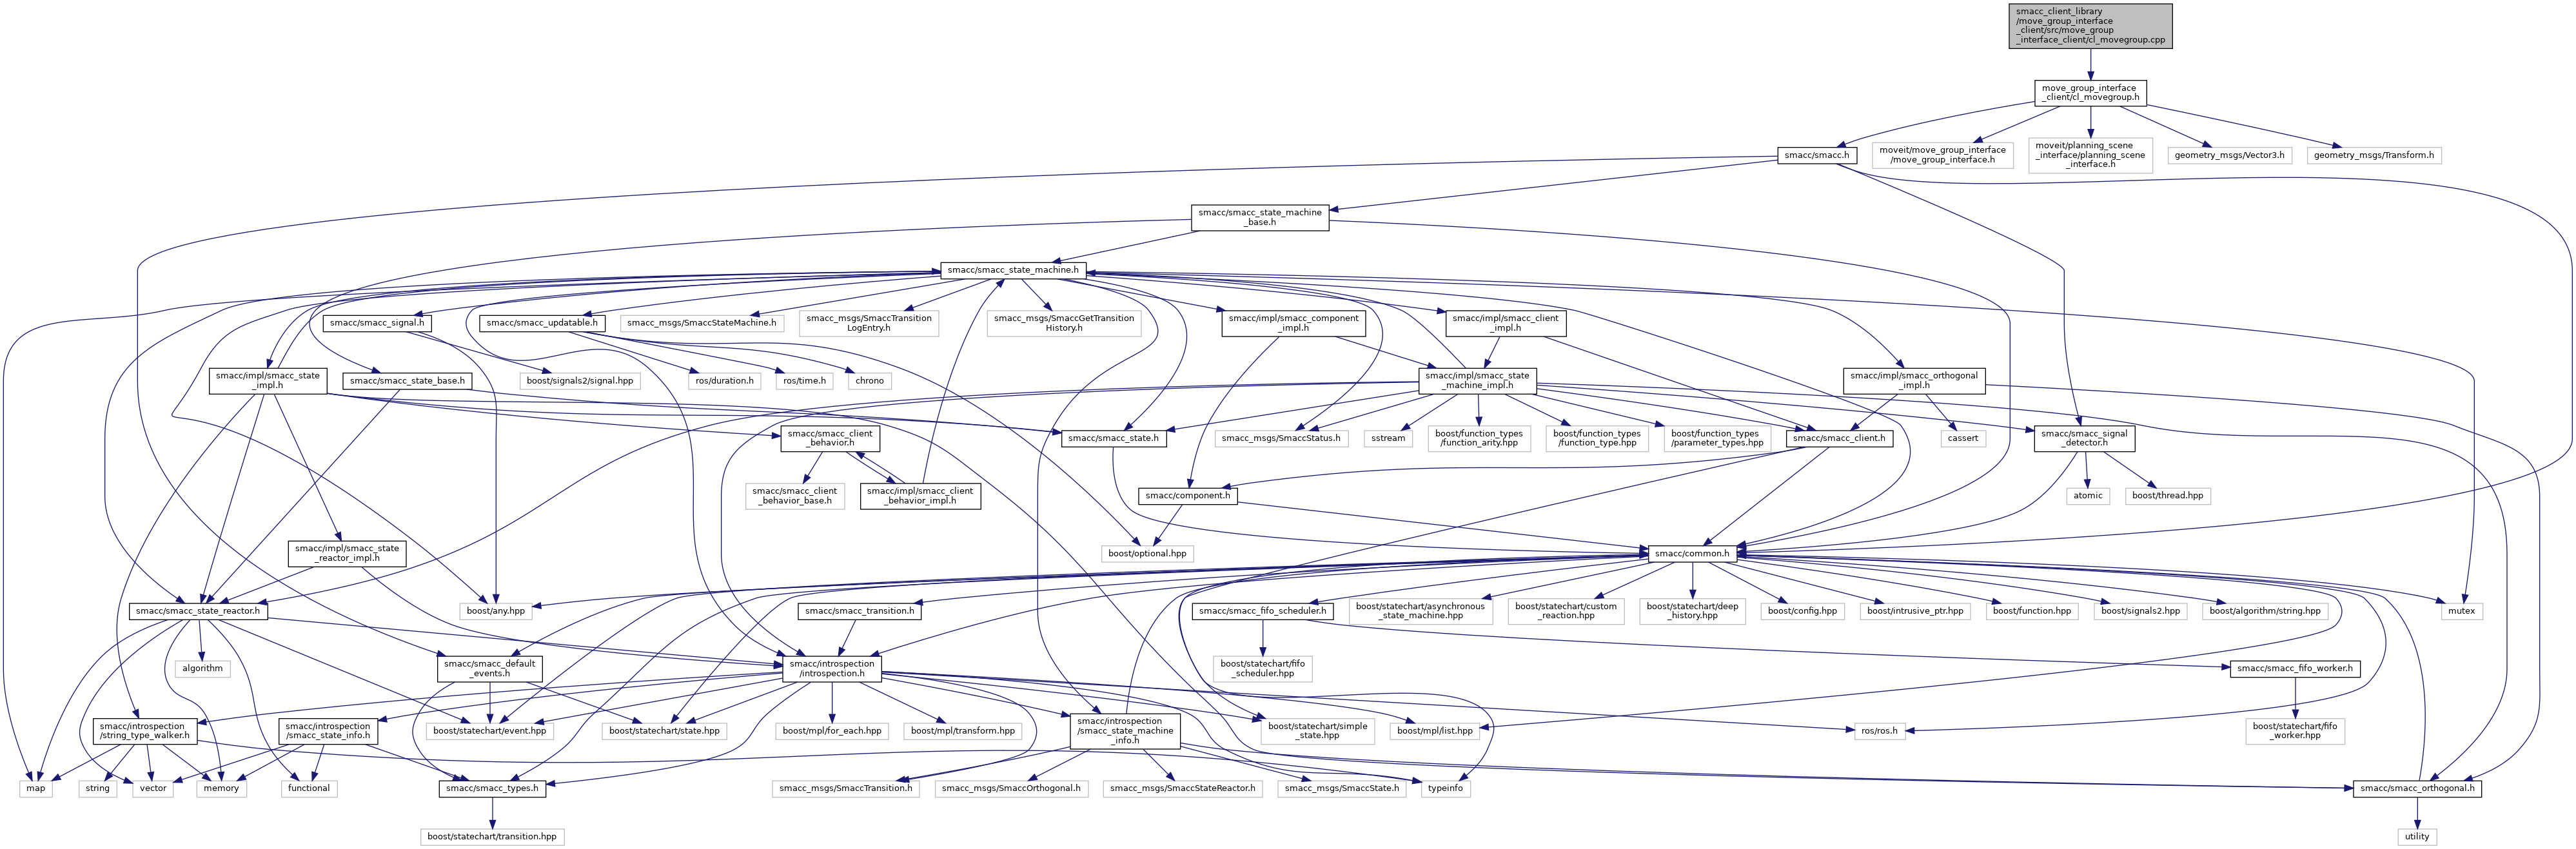 smacc_client_library
/move_group_interface
_client/src/move_group
_interface_client/cl_movegroup.cpp
move_group_interface
_client/cl_movegroup.h
smacc/smacc.h
moveit/move_group_interface
/move_group_interface.h
moveit/planning_scene
_interface/planning_scene
_interface.h
geometry_msgs/Vector3.h
geometry_msgs/Transform.h
smacc/smacc_state_machine
_base.h
smacc/smacc_state_machine.h
smacc/smacc_signal.h
smacc/smacc_updatable.h
smacc_msgs/SmaccStateMachine.h
smacc_msgs/SmaccTransition
LogEntry.h
smacc_msgs/SmaccGetTransition
History.h
smacc/impl/smacc_component
_impl.h
smacc/impl/smacc_client
_impl.h
smacc/impl/smacc_state
_impl.h
smacc/smacc_state_base.h
boost/signals2/signal.hpp
ros/duration.h
ros/time.h
chrono
smacc/impl/smacc_state
_machine_impl.h
smacc/impl/smacc_orthogonal
_impl.h
smacc/smacc_client
_behavior.h
smacc/smacc_state.h
smacc_msgs/SmaccStatus.h
sstream
boost/function_types
/function_arity.hpp
boost/function_types
/function_type.hpp
boost/function_types
/parameter_types.hpp
smacc/smacc_client.h
cassert
smacc/smacc_signal
_detector.h
smacc/smacc_client
_behavior_base.h
smacc/impl/smacc_client
_behavior_impl.h
smacc/component.h
atomic
boost/thread.hpp
smacc/impl/smacc_state
_reactor_impl.h
boost/optional.hpp
smacc/common.h
smacc/smacc_state_reactor.h
boost/any.hpp
smacc/smacc_transition.h
smacc/smacc_fifo_scheduler.h
boost/statechart/asynchronous
_state_machine.hpp
boost/statechart/custom
_reaction.hpp
boost/statechart/deep
_history.hpp
boost/config.hpp
boost/intrusive_ptr.hpp
boost/function.hpp
boost/signals2.hpp
boost/algorithm/string.hpp
mutex
algorithm
smacc/smacc_default
_events.h
smacc/introspection
/introspection.h
boost/statechart/fifo
_scheduler.hpp
smacc/smacc_fifo_worker.h
smacc/introspection
/string_type_walker.h
smacc/introspection
/smacc_state_info.h
boost/statechart/event.hpp
boost/statechart/state.hpp
boost/mpl/for_each.hpp
boost/mpl/transform.hpp
smacc/introspection
/smacc_state_machine
_info.h
boost/statechart/simple
_state.hpp
boost/mpl/list.hpp
ros/ros.h
boost/statechart/fifo
_worker.hpp
map
string
vector
memory
functional
smacc/smacc_types.h
smacc_msgs/SmaccTransition.h
smacc_msgs/SmaccOrthogonal.h
smacc_msgs/SmaccStateReactor.h
smacc_msgs/SmaccState.h
typeinfo
smacc/smacc_orthogonal.h
boost/statechart/transition.hpp
utility